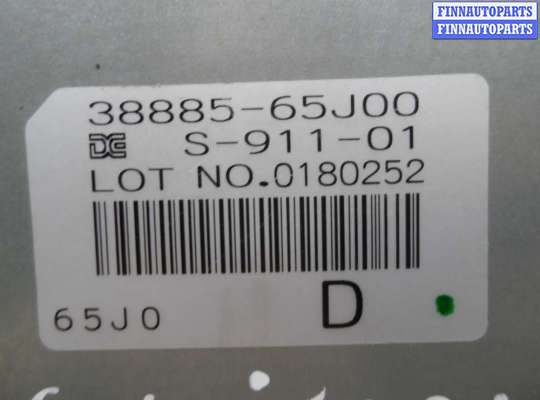 FINNAUTOPARTS
FINNAUTOPARTS
38885-65J00
S-911-01
LOT NO.0180252
65J0 D